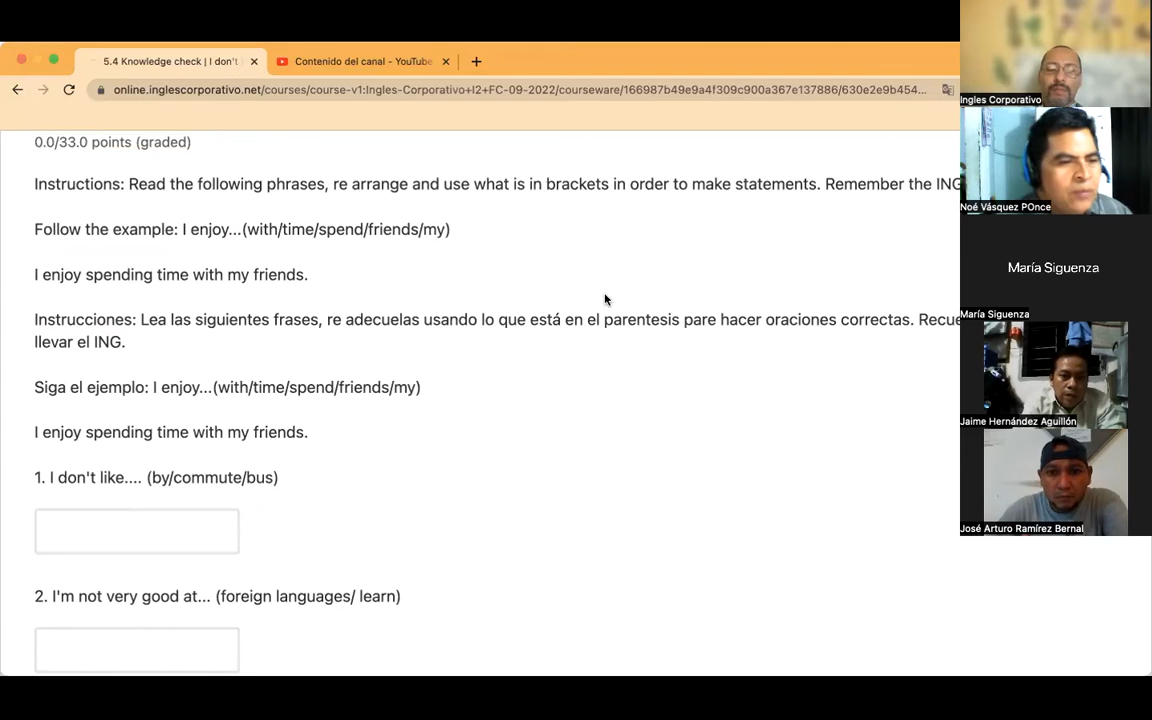 5.4 Knowledge check | I don't
Contenido del canal - YouTube
online.inglescorporativo.net/courses/course-v1:Ingles-Corporativo+I2+FC-09-2022/courseware/166987b49e9a4f309c900a367e137886/630e2e9b454...
0.0/33.0 points (graded)
Instructions: Read the following phrases, re arrange and use what is in brackets in order to make statements. Remember the ING
Follow the example: I enjoy...(with/time/spend/friends/my)
I enjoy spending time with my friends.
Instrucciones: Lea las siguientes frases, re adecuelas usando lo que está en el parentesis pare hacer oraciones correctas. Recue
llevar el ING.
Siga el ejemplo: I enjoy...(with/time/spend/friends/my)
I enjoy spending time with my friends.
1. I don't like.... (by/commute/bus)
2. I'm not very good at... (foreign languages/ learn)
Ingles Corporativo
Noé Vásquez POnce
María Siguenza
María Siguenza
Jaime Hernández Aguillón
José Arturo Ramírez Bernal